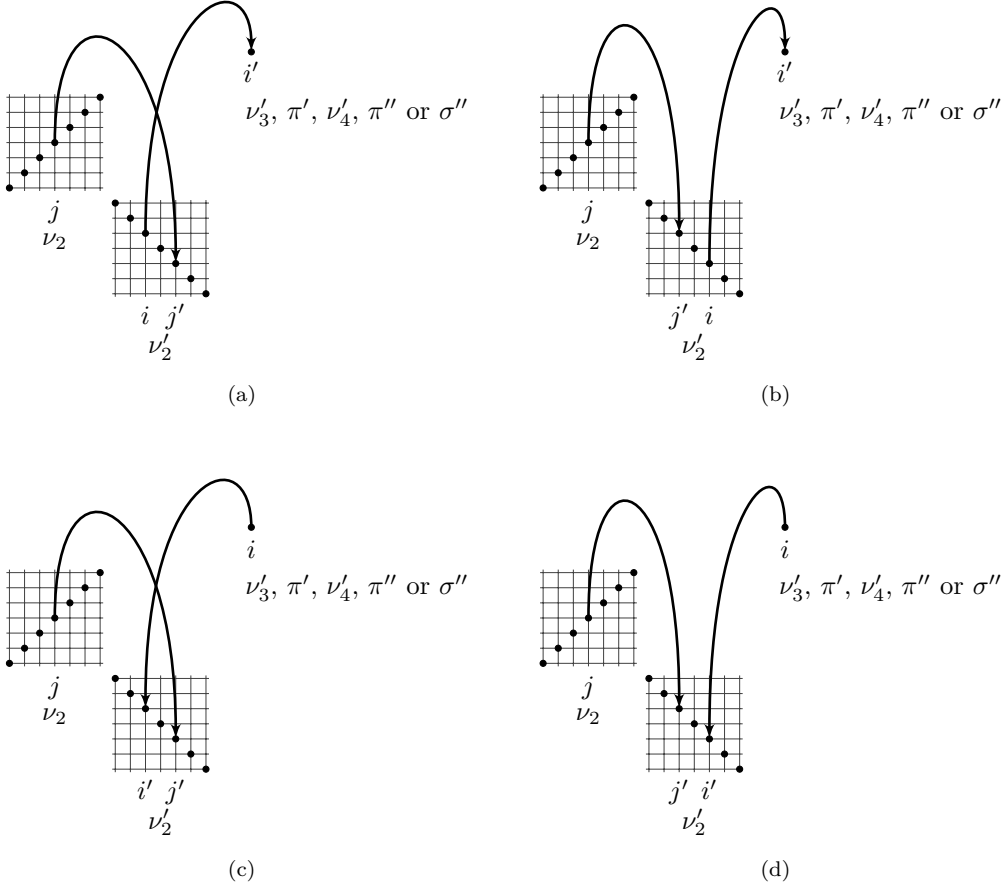 i′
ν′₃, π′, ν′₄, π″ or σ″
j
ν₂
i j′
ν′₂
(a)
i′
ν′₃, π′, ν′₄, π″ or σ″
j
ν₂
j′ i
ν′₂
(b)
i
ν′₃, π′, ν′₄, π″ or σ″
j
ν₂
i′ j′
ν′₂
(c)
i
ν′₃, π′, ν′₄, π″ or σ″
j
ν₂
j′ i′
ν′₂
(d)